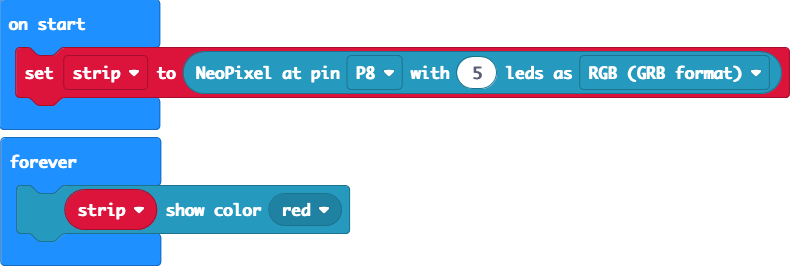 on start
set strip to NeoPixel at pin P8 with 5 leds as RGB (GRB format)
forever
strip show color red